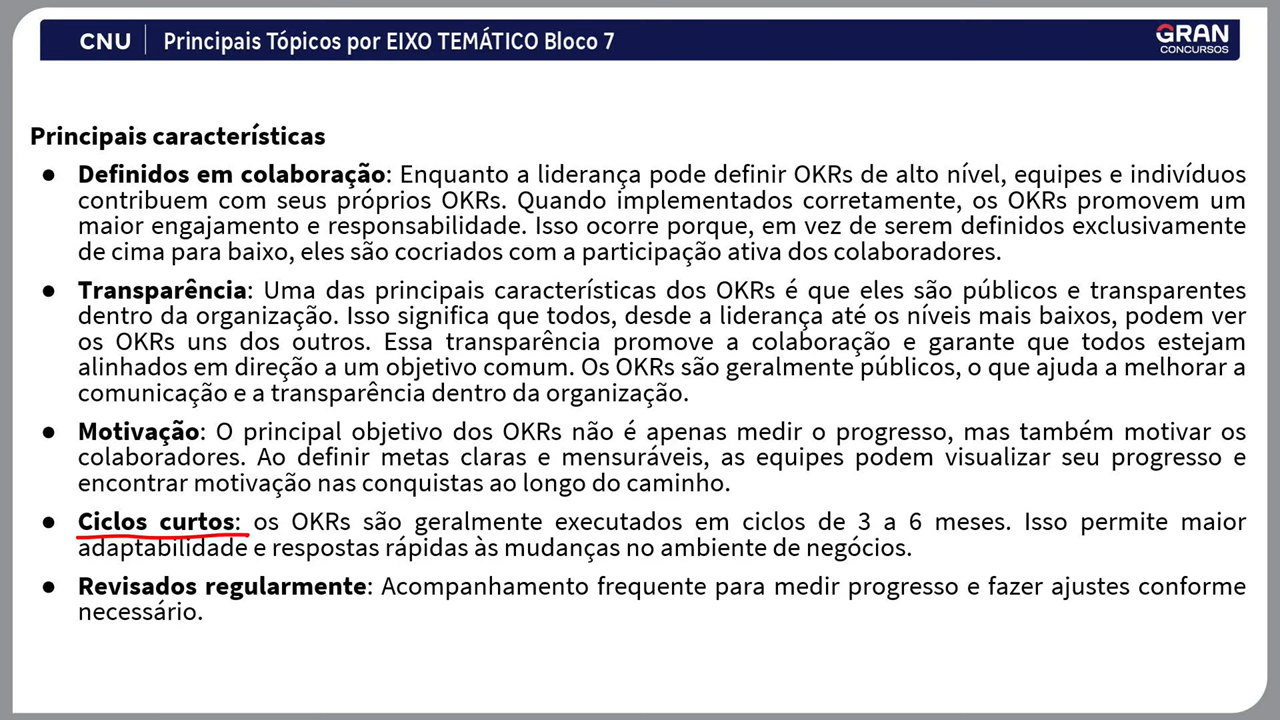 CNU | Principais Tópicos por EIXO TEMÁTICO Bloco 7
GRAN
CONCURSOS
Principais características
● Definidos em colaboração: Enquanto a liderança pode definir OKRs de alto nível, equipes e indivíduos
contribuem com seus próprios OKRs. Quando implementados corretamente, os OKRs promovem um
maior engajamento e responsabilidade. Isso ocorre porque, em vez de serem definidos exclusivamente
de cima para baixo, eles são cocriados com a participação ativa dos colaboradores.
● Transparência: Uma das principais características dos OKRs é que eles são públicos e transparentes
dentro da organização. Isso significa que todos, desde a liderança até os níveis mais baixos, podem ver
os OKRs uns dos outros. Essa transparência promove a colaboração e garante que todos estejam
alinhados em direção a um objetivo comum. Os OKRs são geralmente públicos, o que ajuda a melhorar a
comunicação e a transparência dentro da organização.
● Motivação: O principal objetivo dos OKRs não é apenas medir o progresso, mas também motivar os
colaboradores. Ao definir metas claras e mensuráveis, as equipes podem visualizar seu progresso e
encontrar motivação nas conquistas ao longo do caminho.
● Ciclos curtos: os OKRs são geralmente executados em ciclos de 3 a 6 meses. Isso permite maior
adaptabilidade e respostas rápidas às mudanças no ambiente de negócios.
● Revisados regularmente: Acompanhamento frequente para medir progresso e fazer ajustes conforme
necessário.